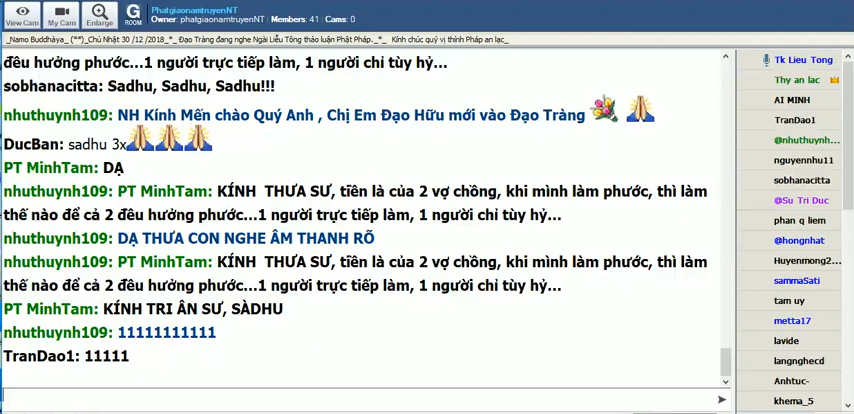 View Cam My Cam Enlarge G ROOM
PhatgiaonamtruyenNT
Owner: phatgiaonamtruyenNT | Members: 41 | Cams: 0
_Namo Buddhàya_ (**)_Chủ Nhật 30 /12 /2018_*_ Đạo Tràng đang nghe Ngài Liễu Tông thảo luận Phật Pháp._*_ Kính chúc quý vị thính Pháp an lạc_
đều hưởng phước...1 người trực tiếp làm, 1 người chỉ tùy hỷ...
sobhanacitta: Sadhu, Sadhu, Sadhu!!!
nhuthuynh109: NH Kính Mến chào Quý Anh , Chị Em Đạo Hữu mới vào Đạo Tràng
DucBan: sadhu 3x
PT MinhTam: DẠ
nhuthuynh109: PT MinhTam: KÍNH THƯA SƯ, tiền là của 2 vợ chồng, khi mình làm phước, thì làm
thế nào để cả 2 đều hưởng phước...1 người trực tiếp làm, 1 người chỉ tùy hỷ...
nhuthuynh109: DẠ THƯA CON NGHE ÂM THANH RÕ
nhuthuynh109: PT MinhTam: KÍNH THƯA SƯ, tiền là của 2 vợ chồng, khi mình làm phước, thì làm
thế nào để cả 2 đều hưởng phước...1 người trực tiếp làm, 1 người chỉ tùy hỷ...
PT MinhTam: KÍNH TRI ÂN SƯ, SÀDHU
nhuthuynh109: 11111111111
TranDao1: 11111
Tk Lieu Tong
Thy an lac
AI MINH
TranDao1
@nhuthuynh...
nguyennhu11
sobhanacitta
@Su Tri Duc
phan q liem
@hongnhat
Huyenmong2...
sammaSati
tam uy
metta17
lavide
langnghecd
Anhtuc-
khema_5